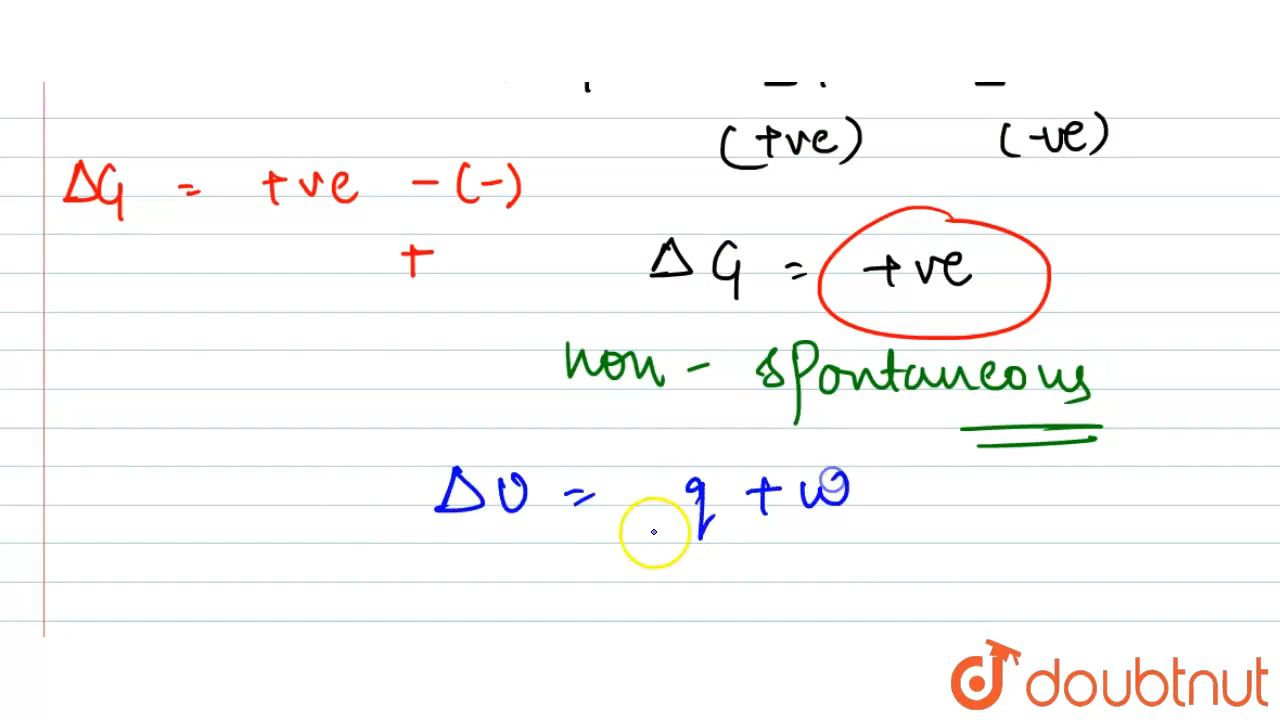 (+ve) (-ve)
ΔG = +ve - (-)
+
ΔG = +ve
non - spontaneous
ΔU = q + w
doubtnut